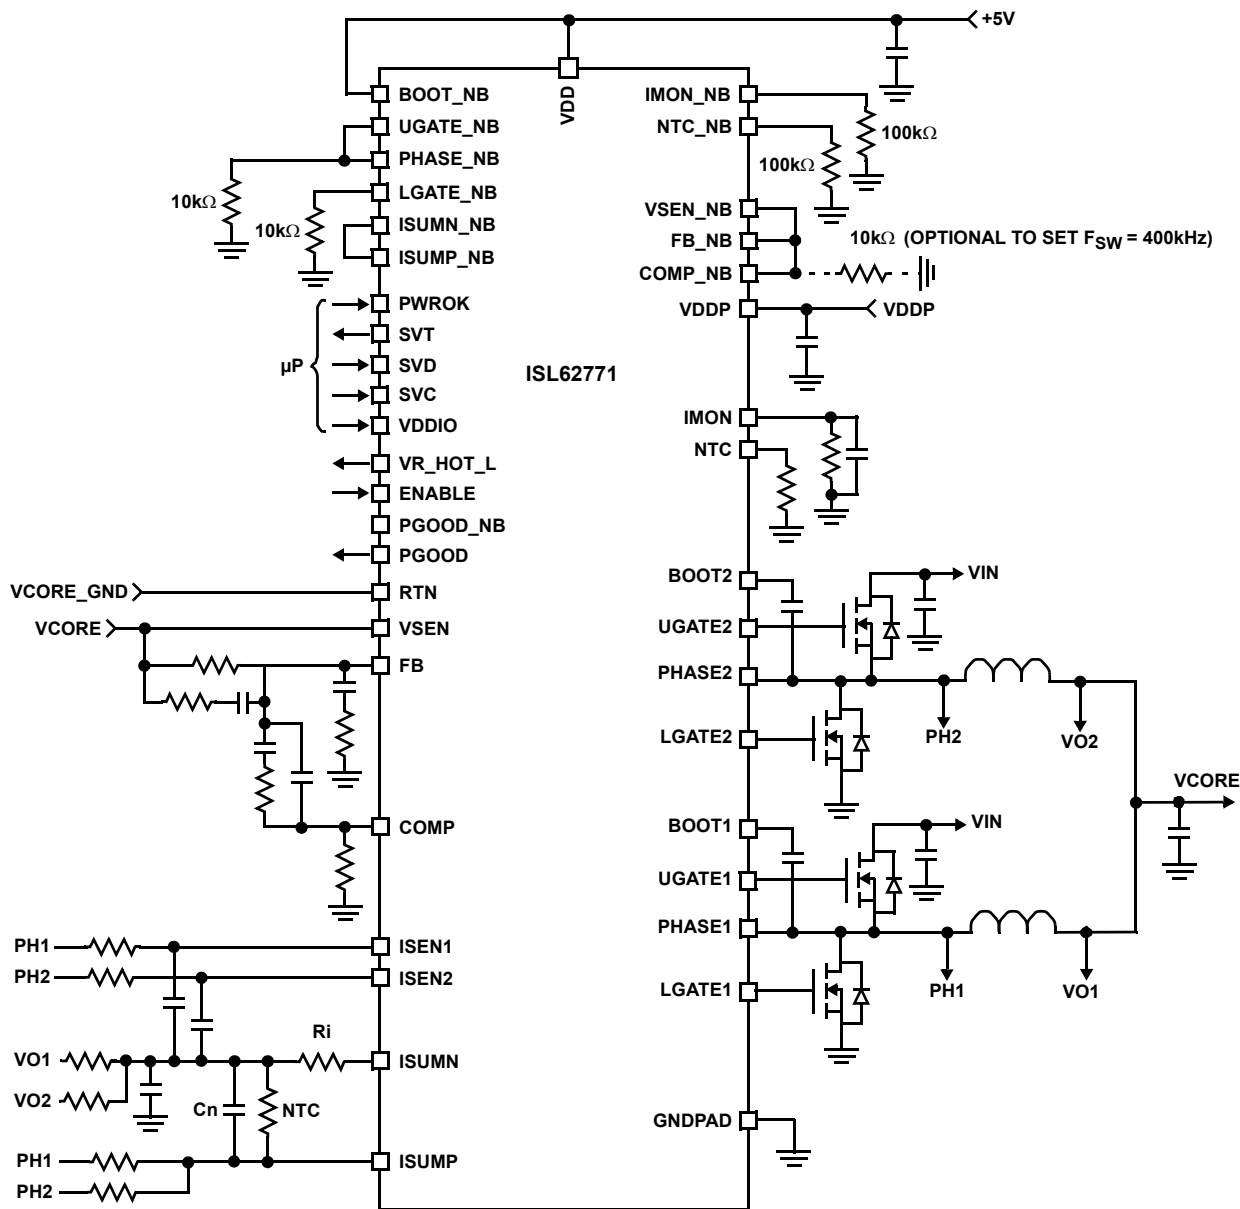 +5V
VDD
BOOT_NB
UGATE_NB
PHASE_NB
LGATE_NB
ISUMN_NB
ISUMP_NB
10kΩ
10kΩ
PWROK
SVT
SVD
SVC
VDDIO
µP
VR_HOT_L
ENABLE
PGOOD_NB
PGOOD
VCORE_GND
RTN
VCORE
VSEN
FB
COMP
PH1
ISEN1
PH2
ISEN2
Ri
VO1
ISUMN
VO2
Cn
NTC
PH1
ISUMP
PH2
ISL62771
IMON_NB
100kΩ
NTC_NB
100kΩ
VSEN_NB
FB_NB
COMP_NB
10kΩ (OPTIONAL TO SET FSW = 400kHz)
VDDP
VDDP
IMON
NTC
BOOT2
VIN
UGATE2
PHASE2
PH2
VO2
LGATE2
VCORE
BOOT1
VIN
UGATE1
PHASE1
PH1
VO1
LGATE1
GNDPAD